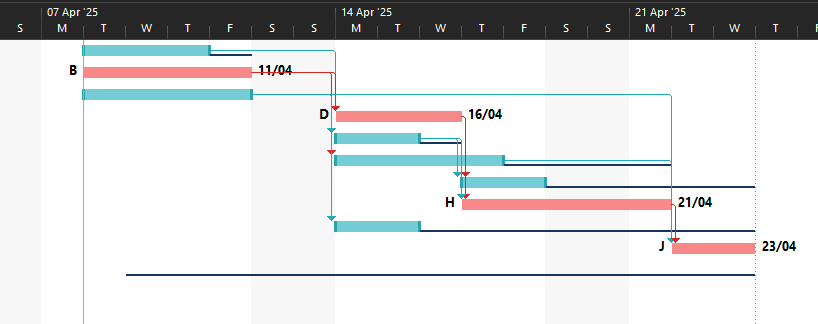 07 Apr '25 14 Apr '25 21 Apr '25
S M T W T F S S M T W T F S S M T W T F
B 11/04
D 16/04
H 21/04
J 23/04